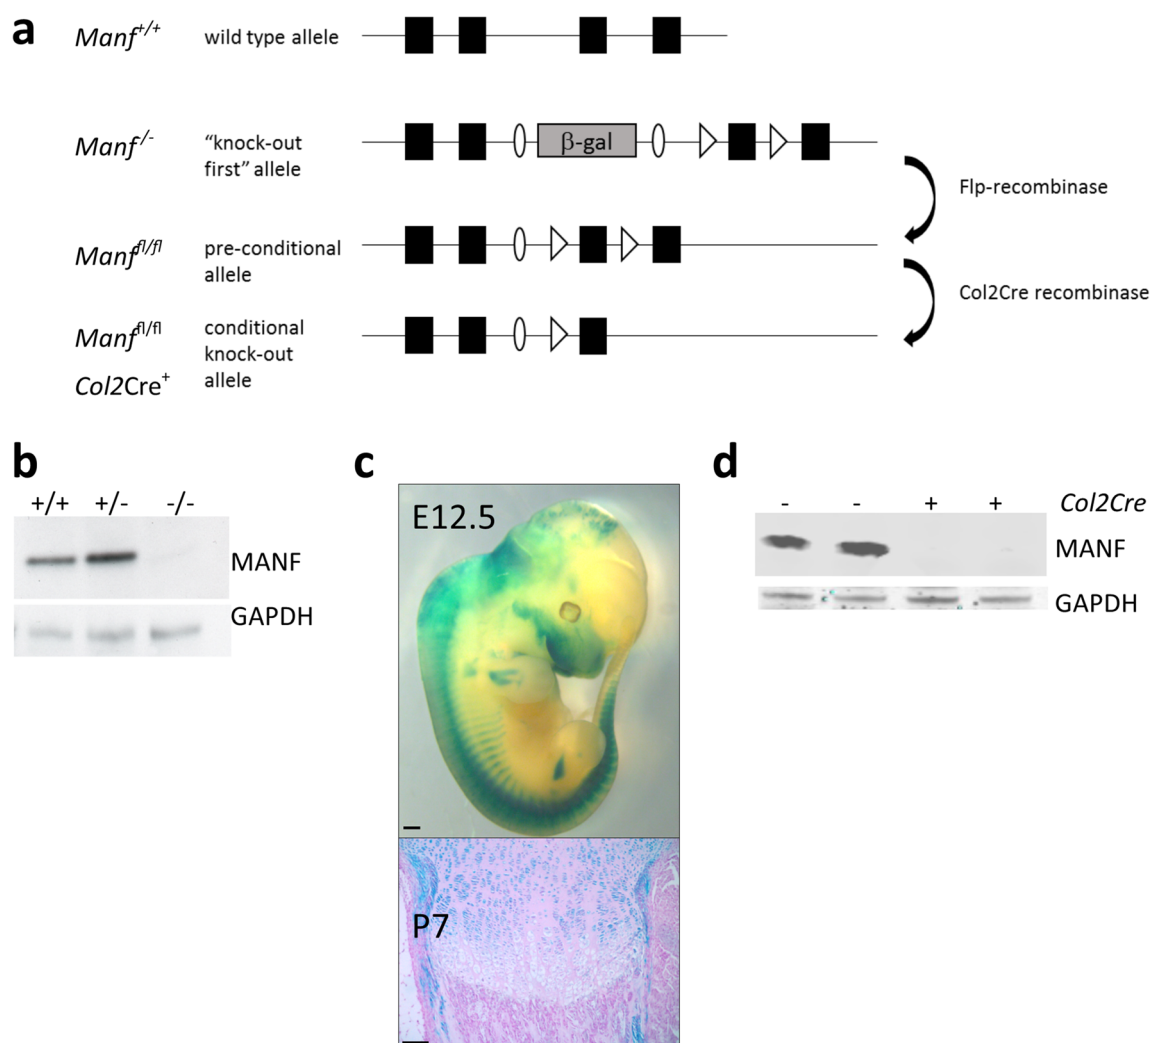 a
Manf+/+ wild type allele
Manf/- “knock-out
first” allele
β-gal
Flp-recombinase
Manffl/fl pre-conditional
allele
Col2Cre recombinase
Manffl/fl conditional
knock-out
Col2Cre+ allele
b
+/+ +/- -/-
MANF
GAPDH
c
E12.5
P7
d
- - + + Col2Cre
MANF
GAPDH